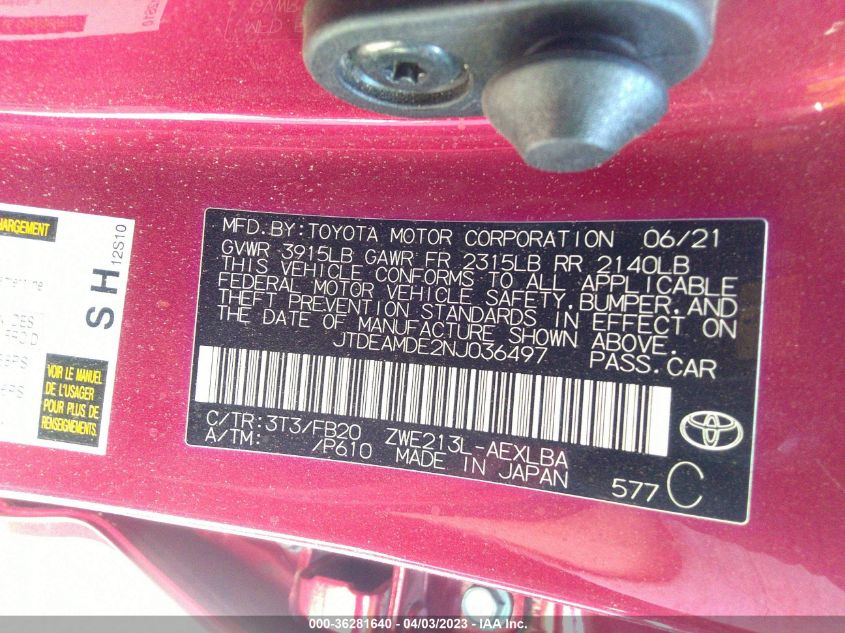 MFD. BY: TOYOTA MOTOR CORPORATION 06/21
GVWR 3915LB GAWR FR 2315LB RR 2140LB
THIS VEHICLE CONFORMS TO ALL APPLICABLE
FEDERAL MOTOR VEHICLE SAFETY, BUMPER, AND
THEFT PREVENTION STANDARDS IN EFFECT ON
THE DATE OF MANUFACTURE SHOWN ABOVE.
JTDEAMDE2NJ036497 PASS. CAR
C/TR: 3T3/FB20 ZWE213L-AEXLBA
A/TM: /P610 MADE IN JAPAN
577 C
HARGEMENT
SH
12S10
VOIR LE MANUEL
DE L'USAGER
POUR PLUS DE
RENSEIGNEMENTS
000-36281640 - 04/03/2023 - IAAI.COM